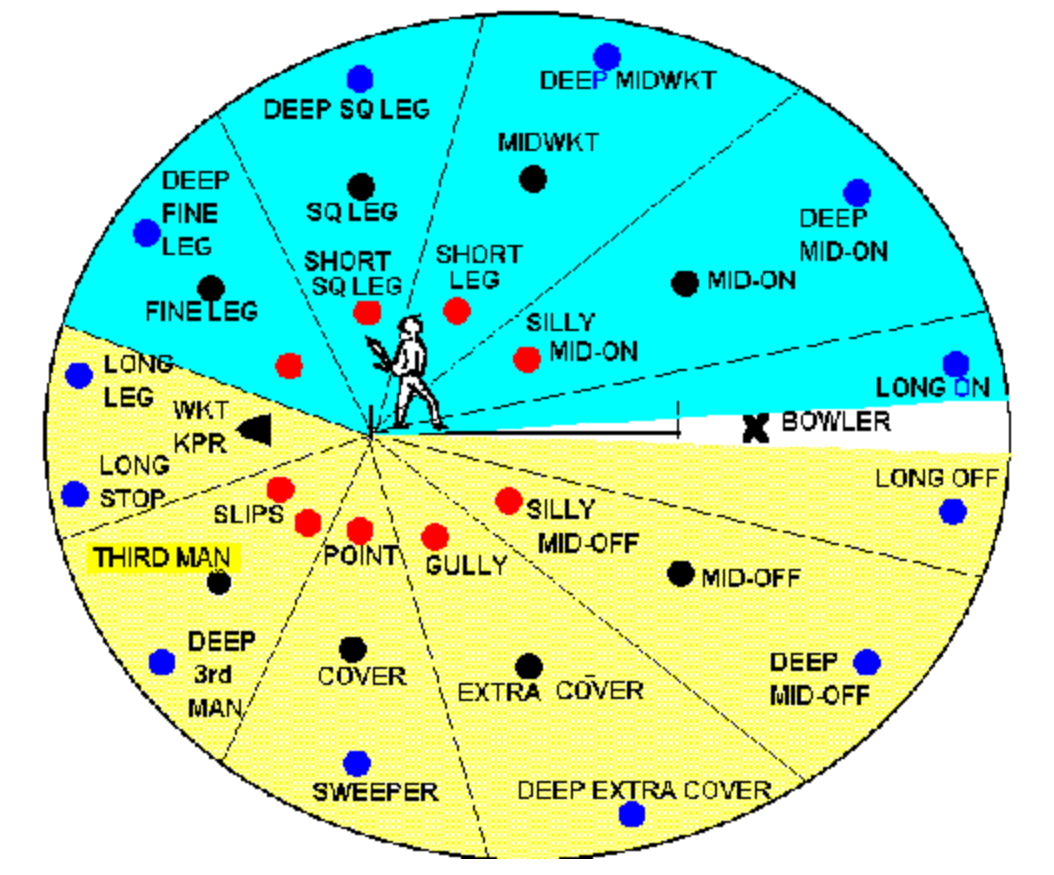 DEEP MIDWKT
DEEP SQ LEG
MIDWKT
DEEP
FINE
LEG
SQ LEG
DEEP
MID-ON
SHORT
SQ LEG
SHORT
LEG
MID-ON
FINE LEG
SILLY
MID-ON
LONG
LEG
LONG ON
WKT
KPR
BOWLER
LONG
STOP
LONG OFF
SLIPS
SILLY
MID-OFF
THIRD MAN
POINT
GULLY
MID-OFF
DEEP
3rd
MAN
COVER
EXTRA COVER
DEEP
MID-OFF
SWEEPER
DEEP EXTRA COVER